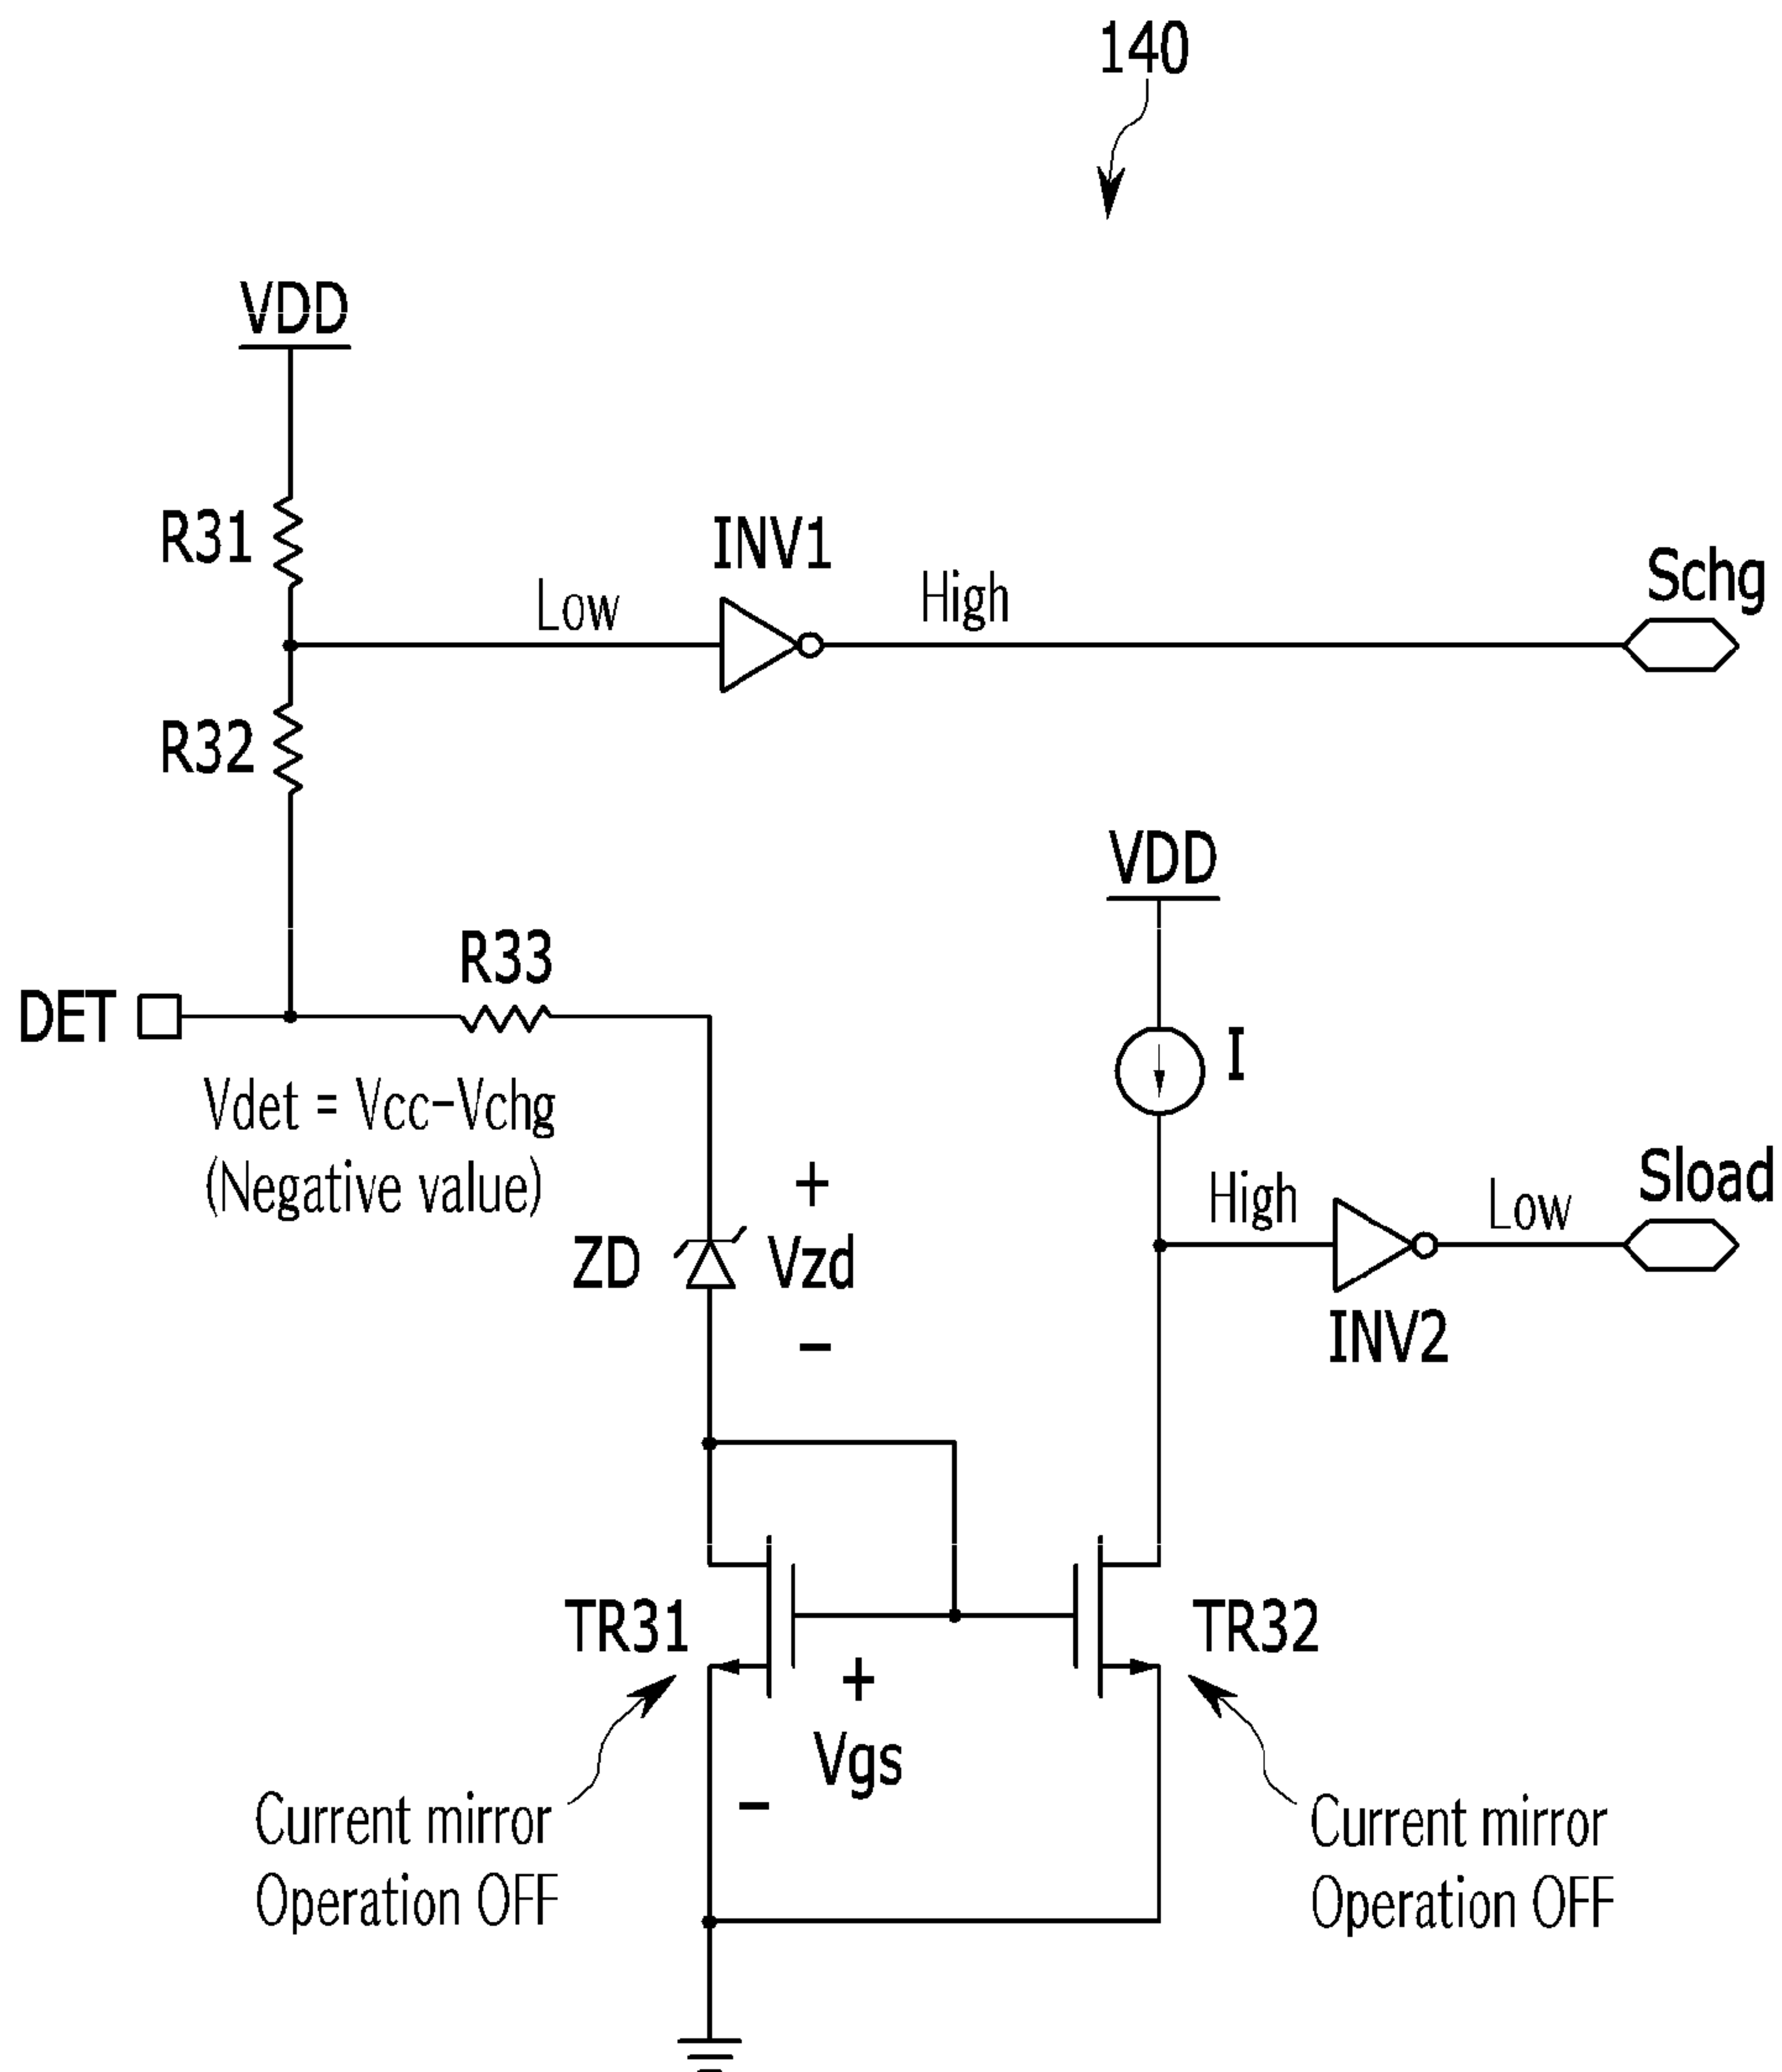 140
VDD
R31
INV1
Low
High
Schg
R32
VDD
R33
DET
I
Vdet = Vcc-Vchg
(Negative value)
+
Vzd
-
ZD
High
Low
Sload
INV2
TR31
TR32
+
Vgs
-
Current mirror
Operation OFF
Current mirror
Operation OFF